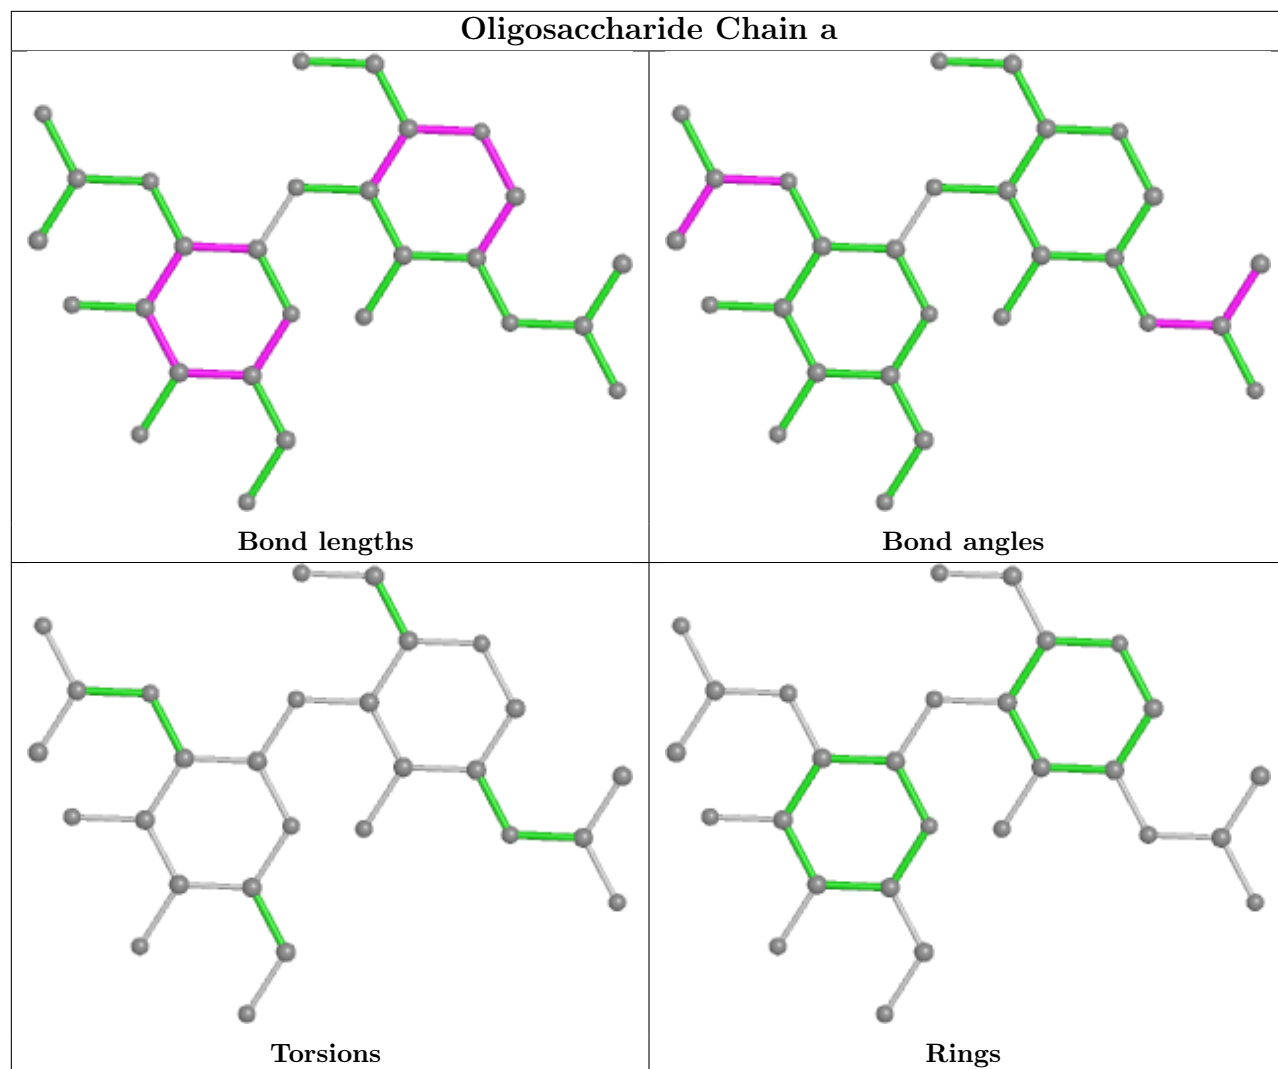 Oligosaccharide Chain a
Bond lengths
Bond angles
Torsions
Rings